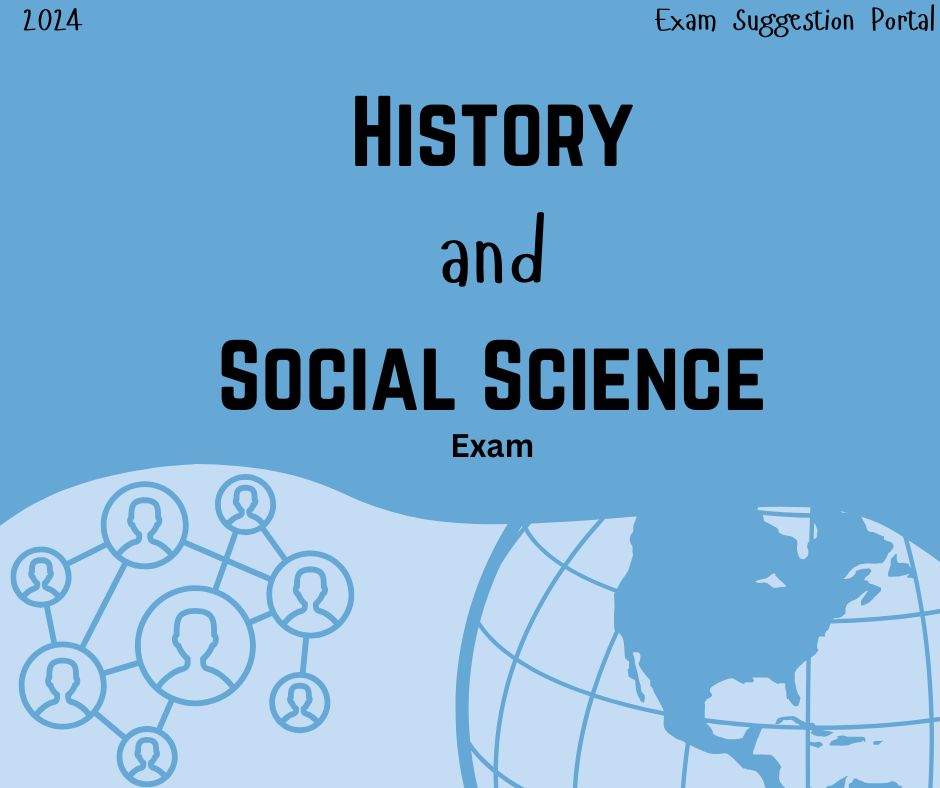 2024
Exam Suggestion Portal
History
and
Social Science
Exam